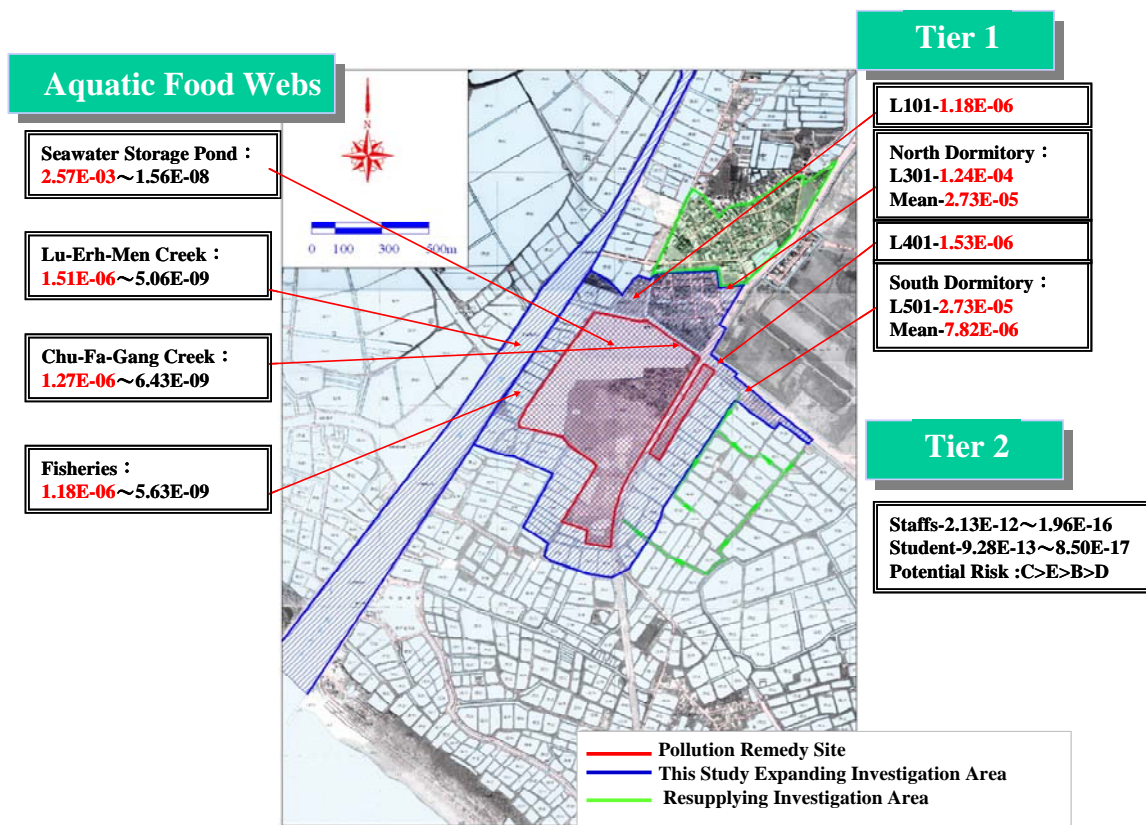 Aquatic Food Webs
Seawater Storage Pond：
2.57E-03～1.56E-08
Lu-Erh-Men Creek：
1.51E-06～5.06E-09
Chu-Fa-Gang Creek：
1.27E-06～6.43E-09
Fisheries：
1.18E-06～5.63E-09
N
0 100 300 500m
Tier 1
L101-1.18E-06
North Dormitory：
L301-1.24E-04
Mean-2.73E-05
L401-1.53E-06
South Dormitory：
L501-2.73E-05
Mean-7.82E-06
Tier 2
Staffs-2.13E-12～1.96E-16
Student-9.28E-13～8.50E-17
Potential Risk :C>E>B>D
Pollution Remedy Site
This Study Expanding Investigation Area
Resupplying Investigation Area